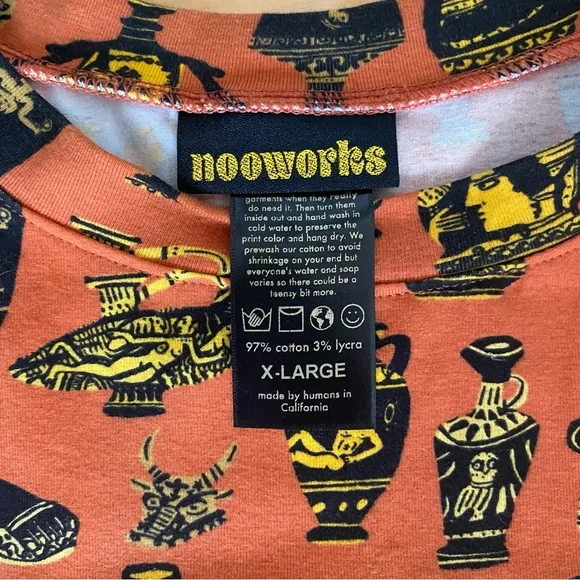 nooworks
garments when they really
do need it. Then turn them
inside out and hand wash in
cold water to preserve the
print color and hang dry. We
prewash our cotton to avoid
shrinkage on your end but
everyone's water and soap
varies so there could be a
teensy bit more.
97% cotton 3% lycra
X-LARGE
made by humans in
California